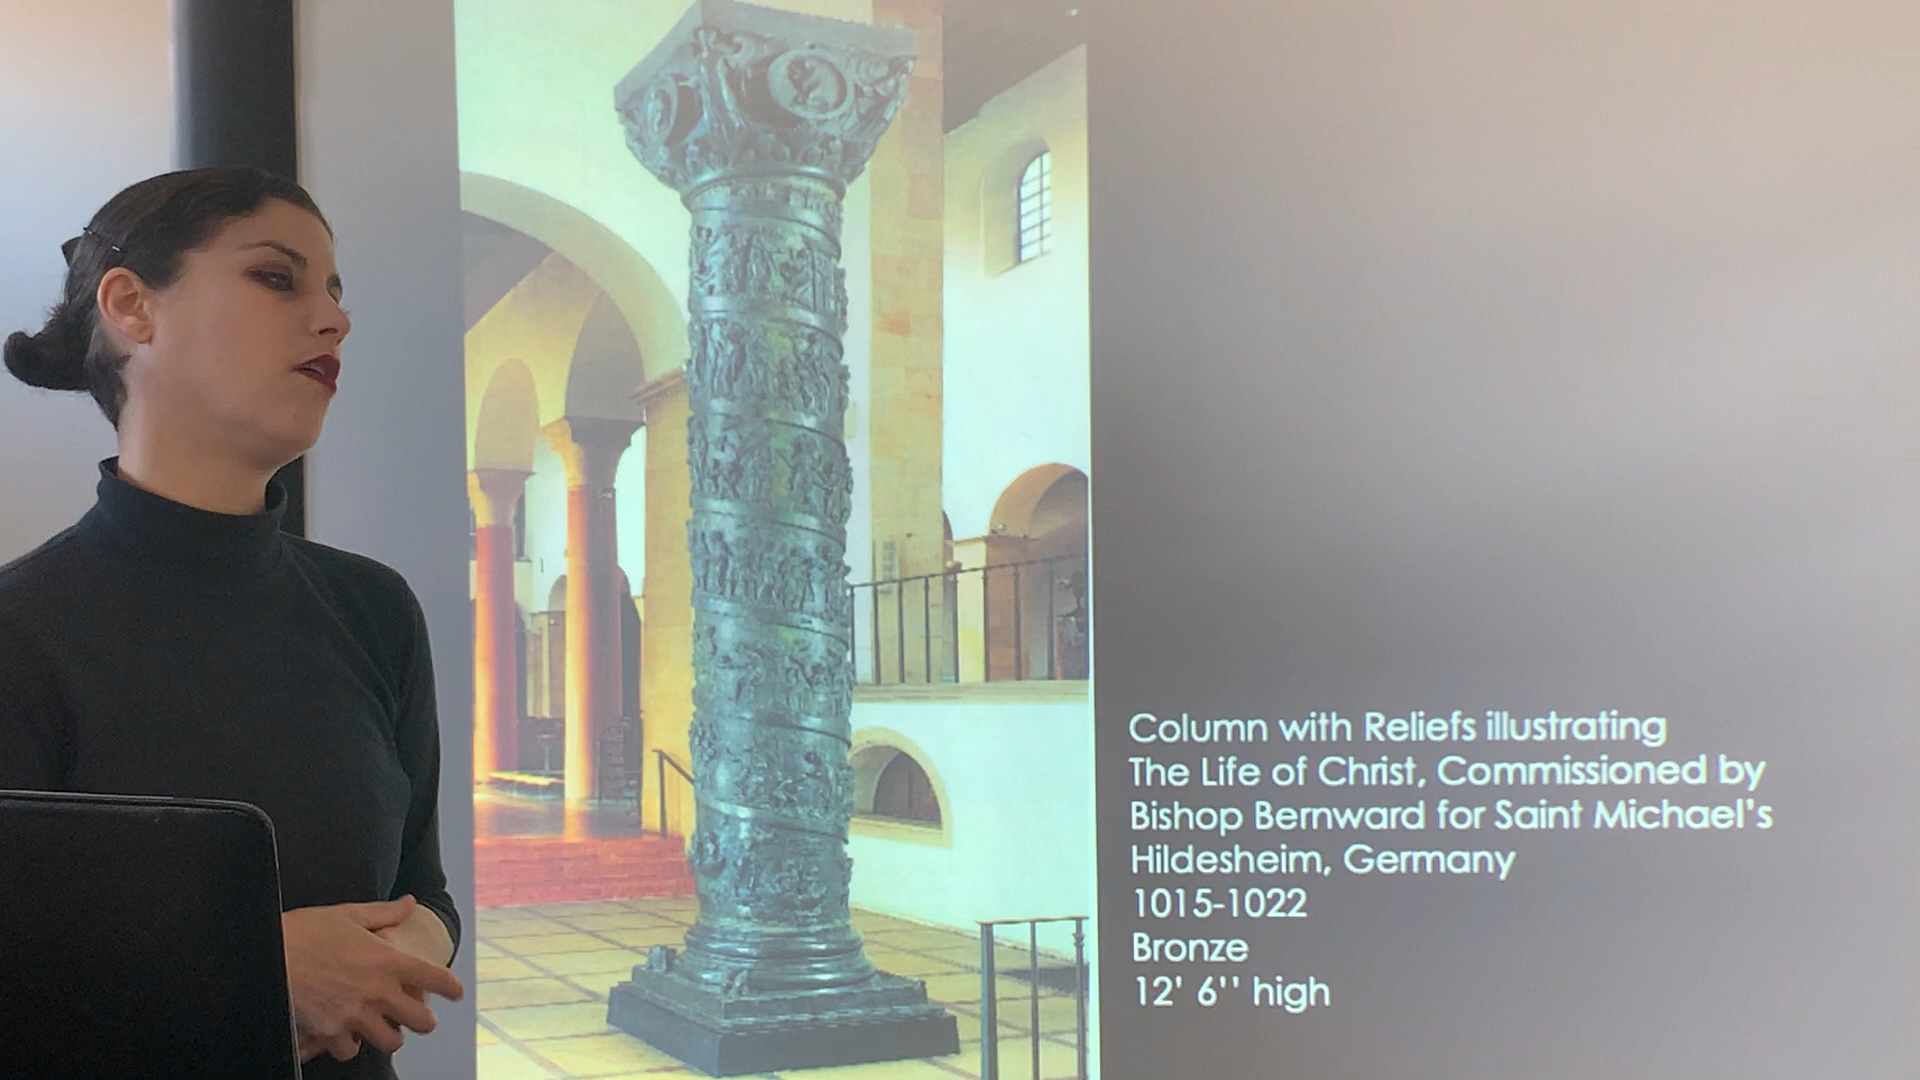 Column with Reliefs illustrating
The Life of Christ, Commissioned by
Bishop Bernward for Saint Michael's
Hildesheim, Germany
1015-1022
Bronze
12' 6'' high